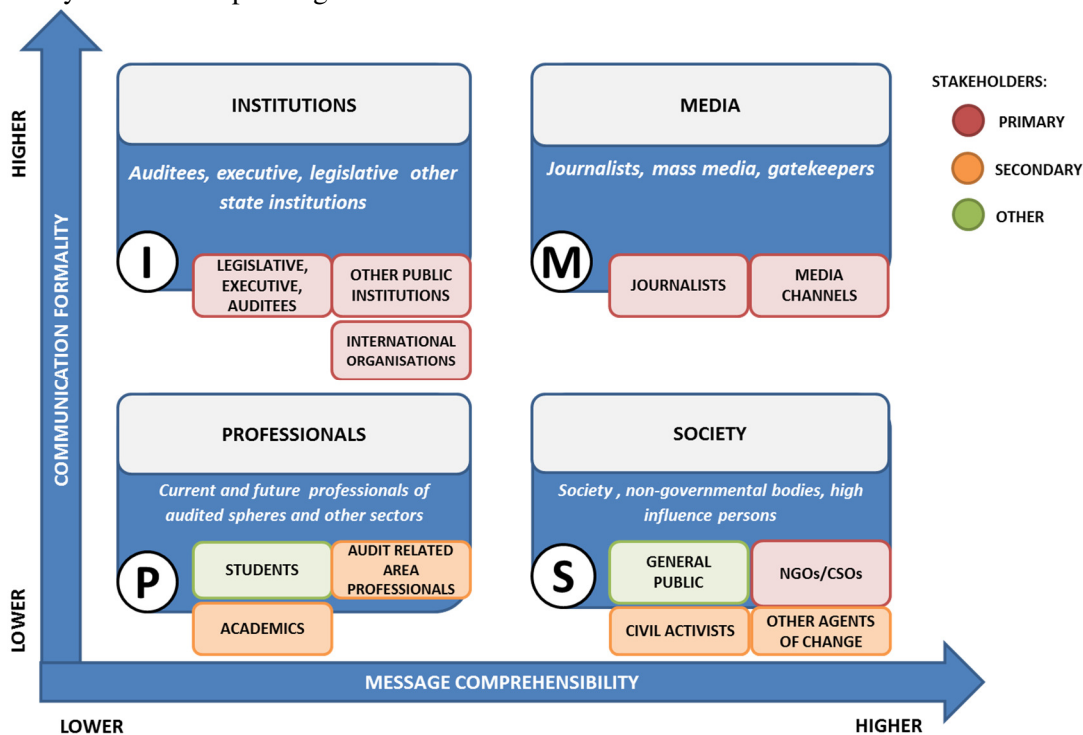 HIGHER
COMMUNICATION FORMALITY
LOWER
INSTITUTIONS
Auditees, executive, legislative other
state institutions
I
LEGISLATIVE,
EXECUTIVE,
AUDITEES
OTHER PUBLIC
INSTITUTIONS
INTERNATIONAL
ORGANISATIONS
MEDIA
Journalists, mass media, gatekeepers
M
JOURNALISTS
MEDIA
CHANNELS
STAKEHOLDERS:
PRIMARY
SECONDARY
OTHER
PROFESSIONALS
Current and future professionals of
audited spheres and other sectors
P
STUDENTS
AUDIT RELATED
AREA
PROFESSIONALS
ACADEMICS
SOCIETY
Society , non-governmental bodies, high
influence persons
S
GENERAL
PUBLIC
NGOs/CSOs
CIVIL ACTIVISTS
OTHER AGENTS
OF CHANGE
MESSAGE COMPREHENSIBILITY
LOWER
HIGHER